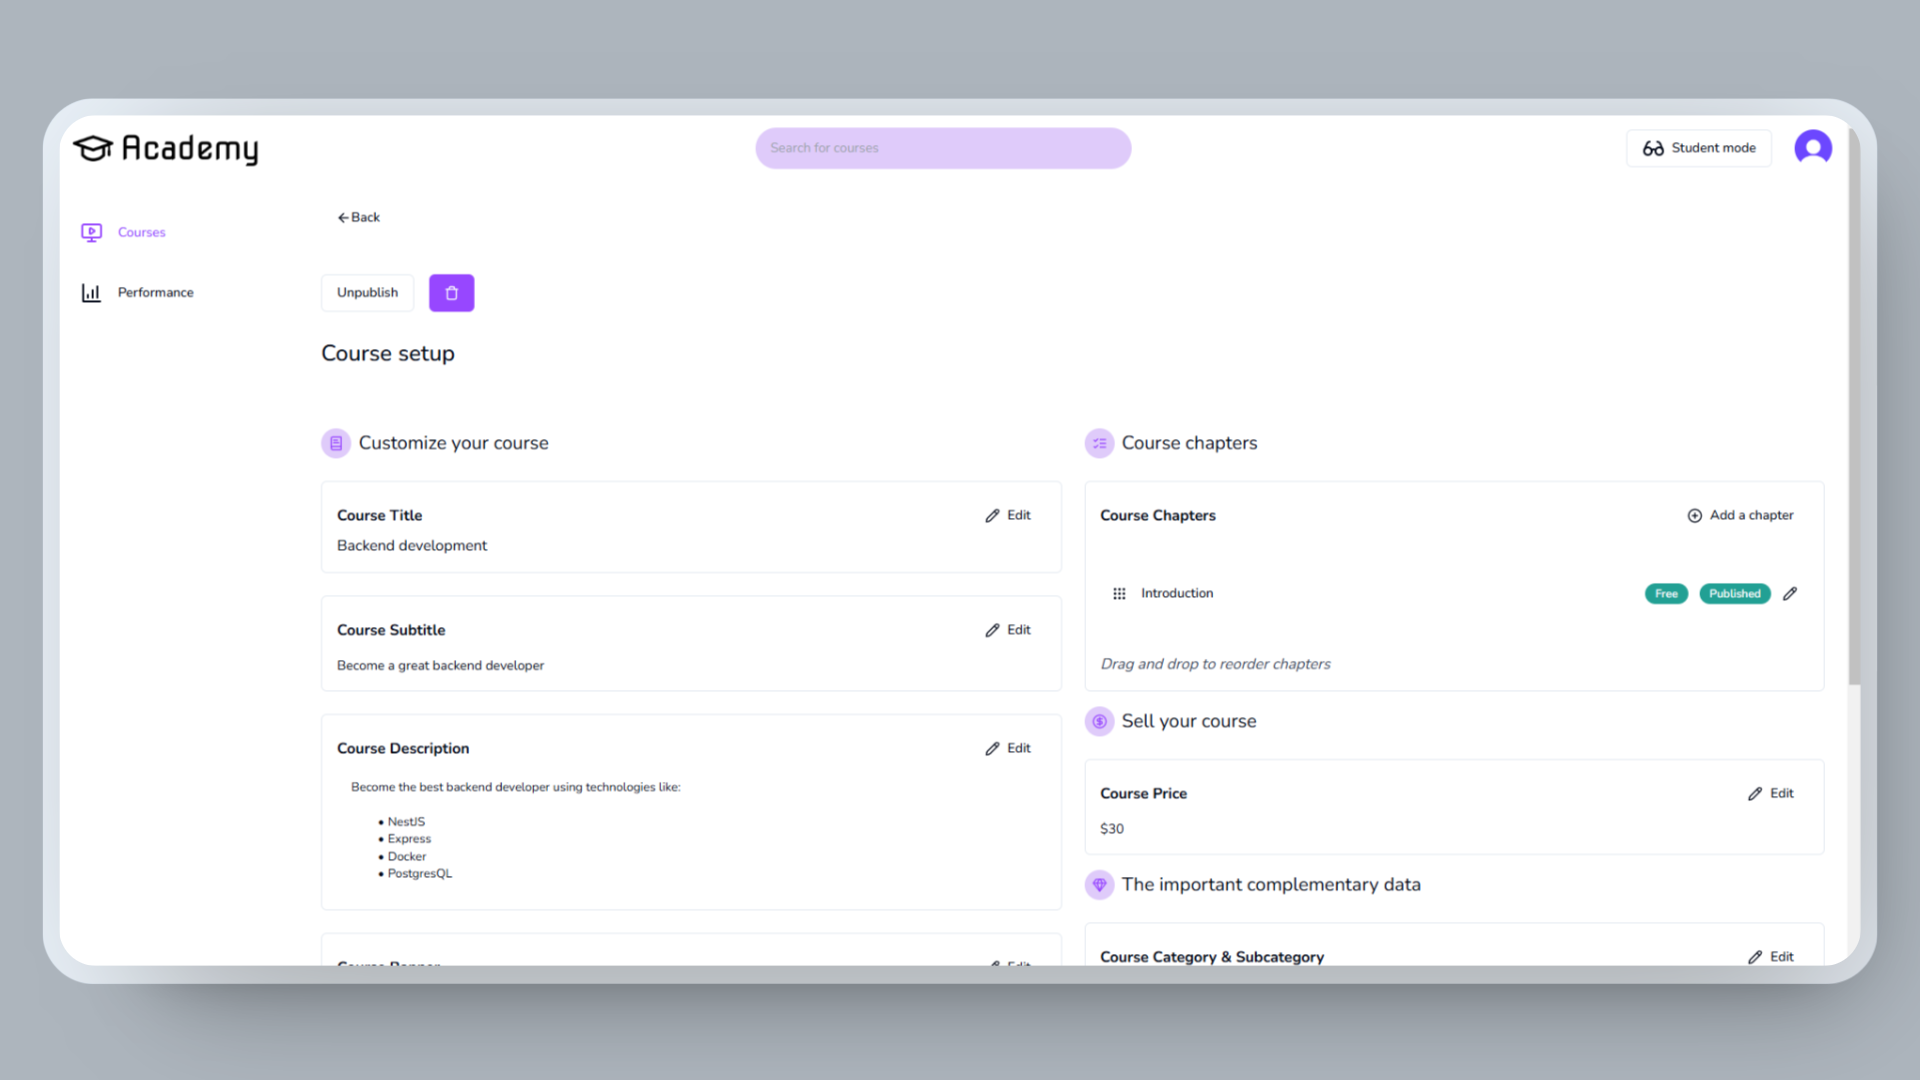 Academy
Search for courses
Student mode
Back
Courses
Performance
Unpublish
Course setup
Customize your course
Course Title
Edit
Backend development
Course Subtitle
Edit
Become a great backend developer
Course Description
Edit
Become the best backend developer using technologies like:
• NestJS
• Express
• Docker
• PostgresQL
Course chapters
Course Chapters
Add a chapter
Introduction
Free
Published
Drag and drop to reorder chapters
Sell your course
Course Price
Edit
$30
The important complementary data
Course Category & Subcategory
Edit